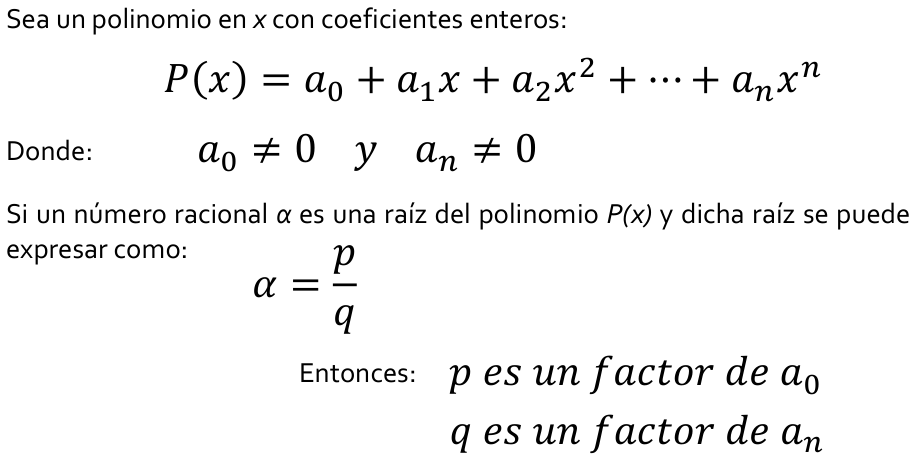 Sea un polinomio en x con coeficientes enteros:
P(x) = a₀ + a₁x + a₂x² + ⋯ + aₙxⁿ
Donde: a₀ ≠ 0 y aₙ ≠ 0
Si un número racional α es una raíz del polinomio P(x) y dicha raíz se puede
expresar como:
α = p/q
Entonces: p es un factor de a₀
q es un factor de aₙ